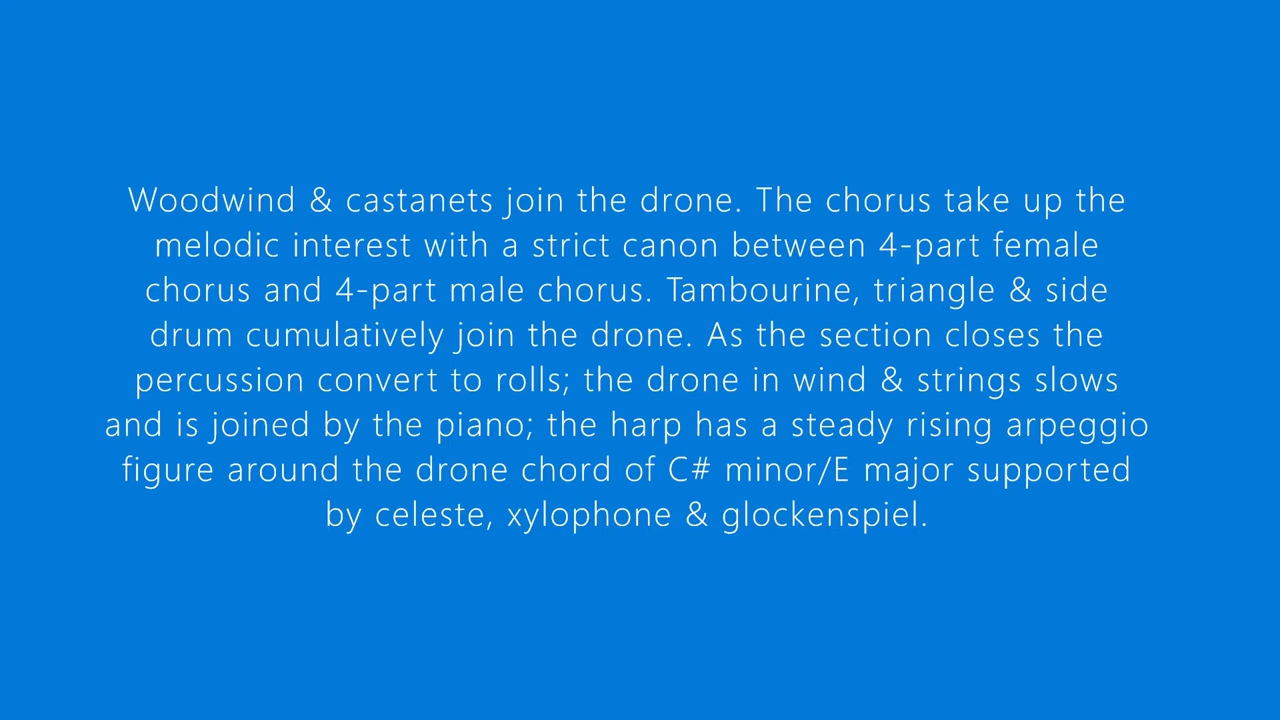 Woodwind & castanets join the drone. The chorus take up the
melodic interest with a strict canon between 4-part female
chorus and 4-part male chorus. Tambourine, triangle & side
drum cumulatively join the drone. As the section closes the
percussion convert to rolls; the drone in wind & strings slows
and is joined by the piano; the harp has a steady rising arpeggio
figure around the drone chord of C# minor/E major supported
by celeste, xylophone & glockenspiel.